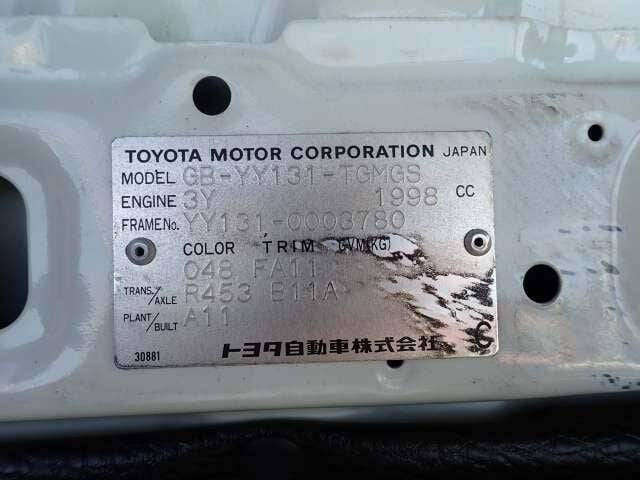 TOYOTA MOTOR CORPORATION JAPAN
MODEL GB-YY131-TGMGS
ENGINE 3Y 1998 CC
FRAME No. YY131-0003780
COLOR TRIM GVM(KG)
048 FA11
TRANS./AXLE R453 B11A
PLANT/BUILT A11
30881 トヨタ自動車株式会社 C